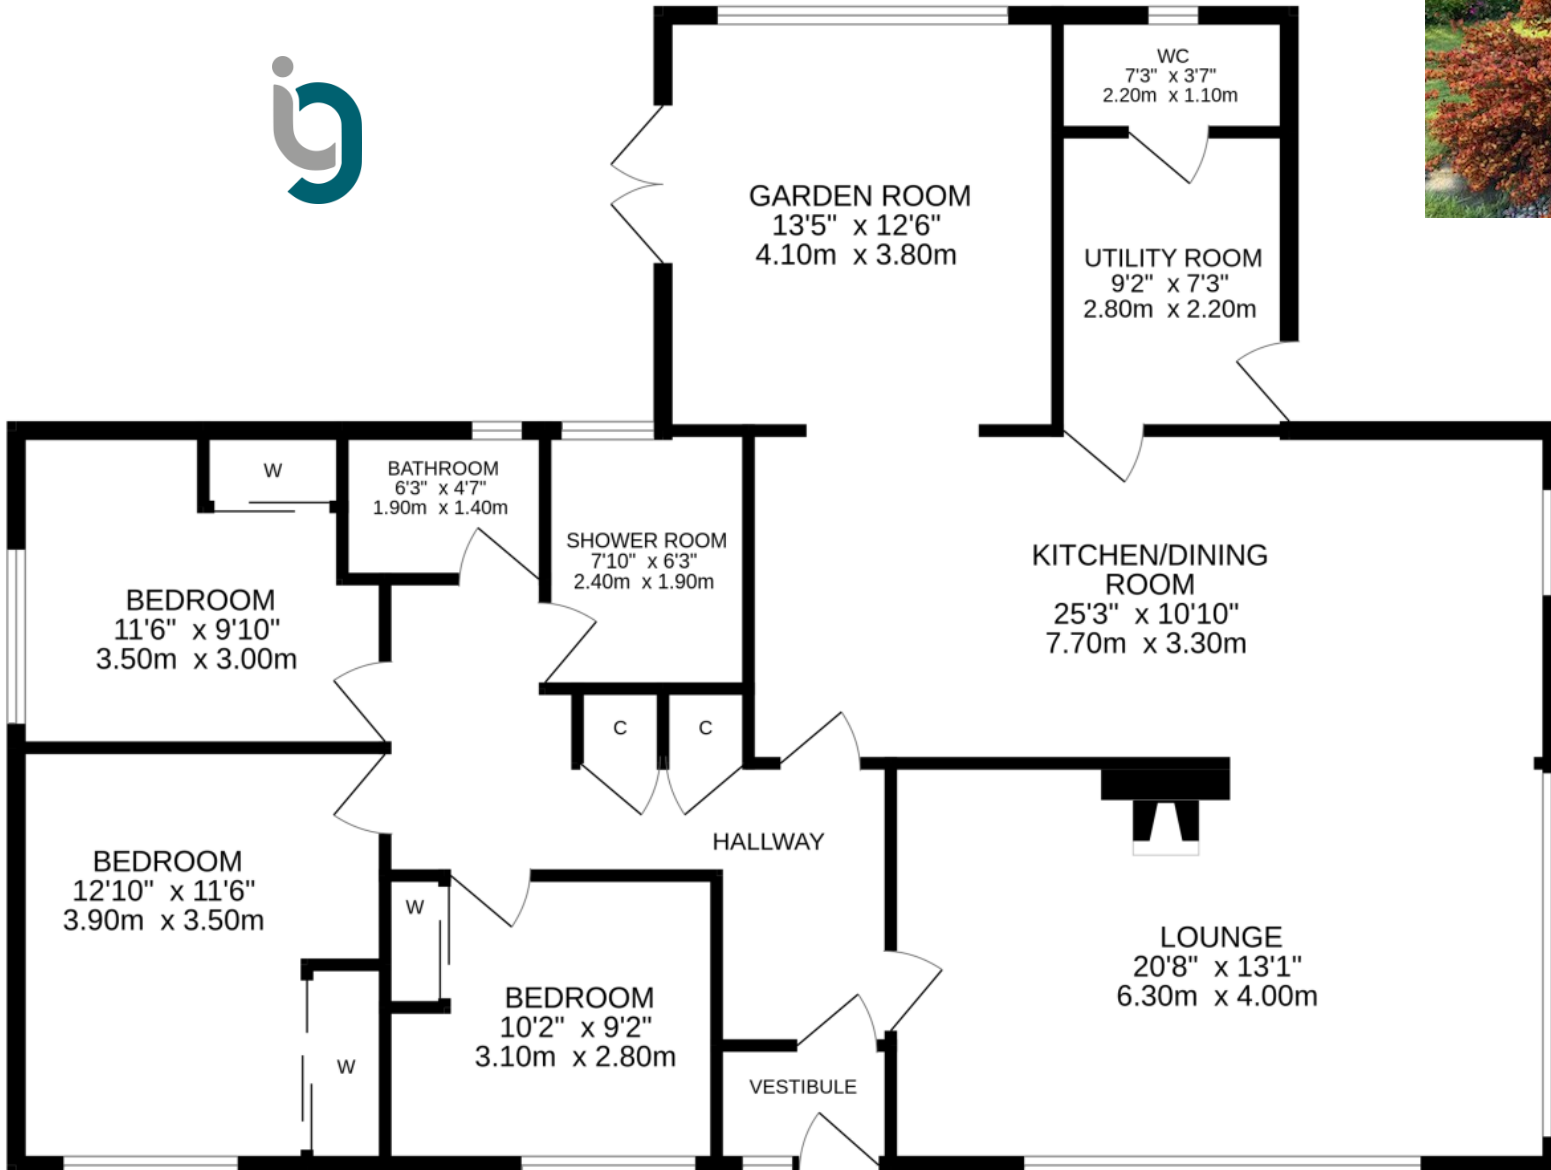 WC
7'3" x 3'7"
2.20m x 1.10m
GARDEN ROOM
13'5" x 12'6"
4.10m x 3.80m
UTILITY ROOM
9'2" x 7'3"
2.80m x 2.20m
W
BATHROOM
6'3" x 4'7"
1.90m x 1.40m
SHOWER ROOM
7'10" x 6'3"
2.40m x 1.90m
KITCHEN/DINING
ROOM
25'3" x 10'10"
7.70m x 3.30m
BEDROOM
11'6" x 9'10"
3.50m x 3.00m
C
C
HALLWAY
BEDROOM
12'10" x 11'6"
3.90m x 3.50m
W
LOUNGE
20'8" x 13'1"
6.30m x 4.00m
BEDROOM
10'2" x 9'2"
3.10m x 2.80m
W
VESTIBULE